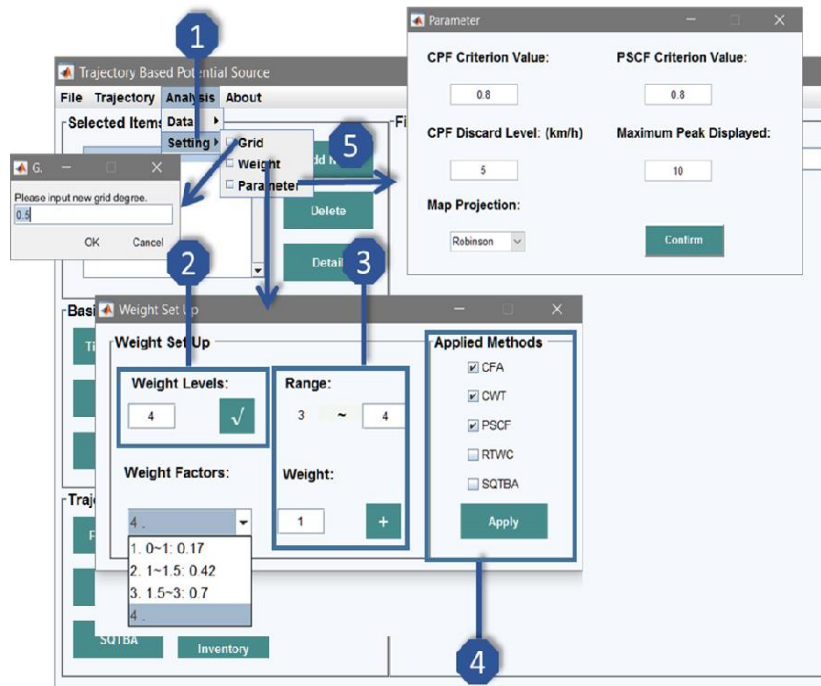 1
Parameter
CPF Criterion Value:
PSCF Criterion Value:
0.8
0.8
CPF Discard Level: (km/h)
Maximum Peak Displayed:
5
10
Map Projection:
Robinson
Confirm
Trajectory Based Potential Source
File Trajectory Analysis About
Data
Setting
Grid
Weight
Parameter
Selected
5
Delete
G.
Please input new grid degree.
0.5
OK Cancel
2
3
Weight Set Up
Weight Set Up
Weight Levels:
4
√
Range:
3 ~ 4
Weight Factors:
4 .
1. 0~1: 0.17
2. 1~1.5: 0.42
3. 1.5~3: 0.7
4 .
Weight:
1
+
Applied Methods
CFA
CWT
PSCF
RTWC
SQTBA
Apply
4
SQTBA
Inventory